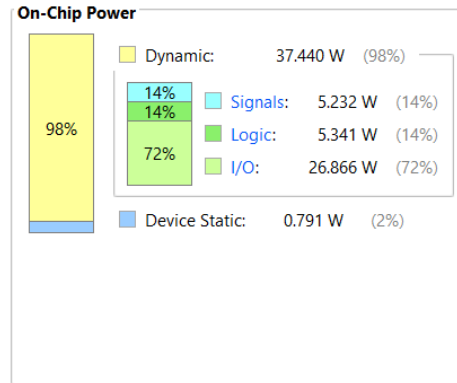 On-Chip Power
98%
Dynamic: 37.440 W (98%)
14%
14%
72%
Signals: 5.232 W (14%)
Logic: 5.341 W (14%)
I/O: 26.866 W (72%)
Device Static: 0.791 W (2%)